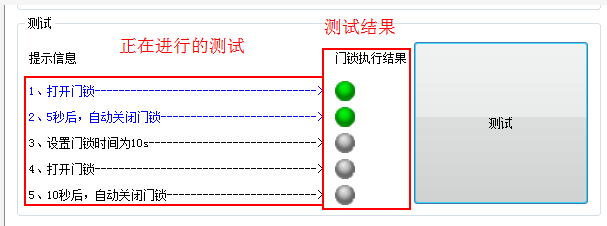 测试
测试结果
正在进行的测试
提示信息
门锁执行结果
1、打开门锁------------------------------------->
2、5秒后，自动关闭门锁-------------------------->
3、设置门锁时间为10s---------------------------->
4、打开门锁------------------------------------->
5、10秒后，自动关闭门锁------------------------->
测试